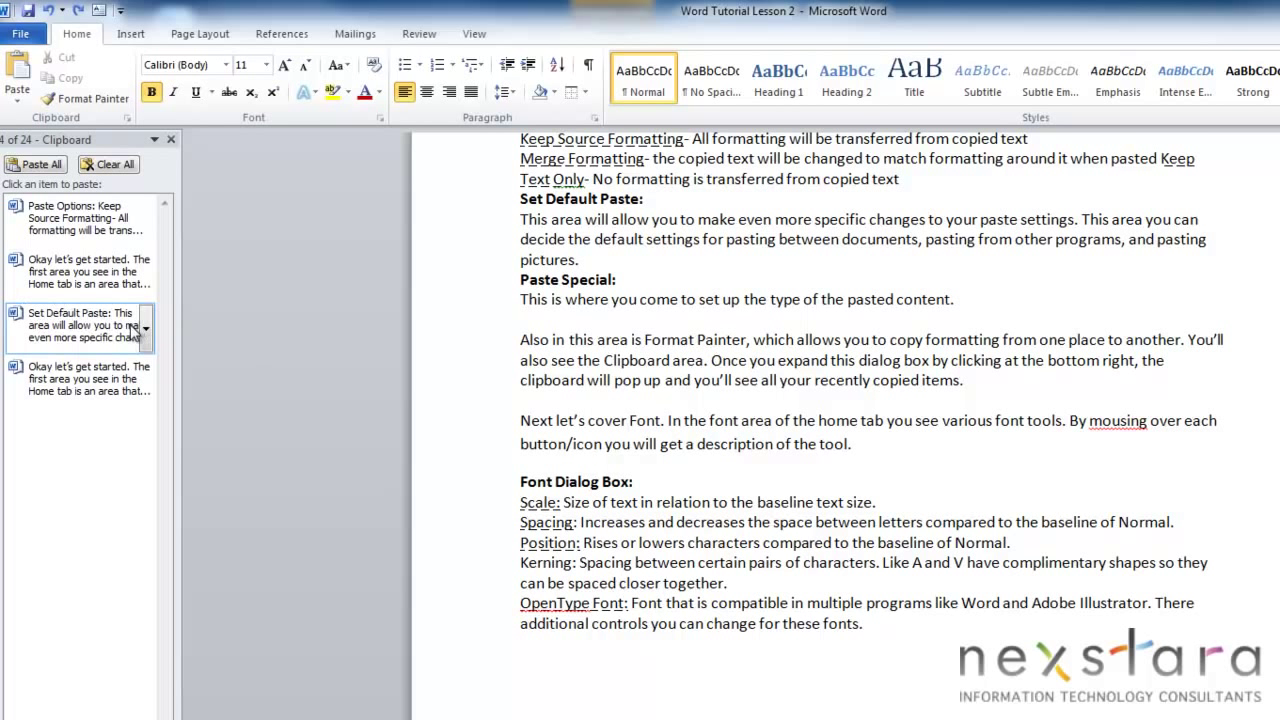 Word Tutorial Lesson 2 - Microsoft Word
File Home Insert Page Layout References Mailings Review View
Paste
Cut
Copy
Format Painter
Clipboard
Calibri (Body) 11
Font
Paragraph
AaBbCcDc AaBbCcDc AaBbCc AaBbCc AaB AaBbCc. AaBbCcDc AaBbCcDc AaBbCcDc AaBbCcDc
¶ Normal ¶ No Spaci... Heading 1 Heading 2 Title Subtitle Subtle Em... Emphasis Intense E... Strong
Styles
4 of 24 - Clipboard
Paste All Clear All
Click an item to paste:
Paste Options: Keep
Source Formatting- All
formatting will be trans...
Okay let's get started. The
first area you see in the
Home tab is an area that...
Set Default Paste: This
area will allow you to
even more specific
Okay let's get started. The
first area you see in the
Home tab is an area that...
Keep Source Formatting- All formatting will be transferred from copied text
Merge Formatting- the copied text will be changed to match formatting around it when pasted Keep
Text Only- No formatting is transferred from copied text
Set Default Paste:
This area will allow you to make even more specific changes to your paste settings. This area you can
decide the default settings for pasting between documents, pasting from other programs, and pasting
pictures.
Paste Special:
This is where you come to set up the type of the pasted content.
Also in this area is Format Painter, which allows you to copy formatting from one place to another. You'll
also see the Clipboard area. Once you expand this dialog box by clicking at the bottom right, the
clipboard will pop up and you'll see all your recently copied items.
Next let's cover Font. In the font area of the home tab you see various font tools. By mousing over each
button/icon you will get a description of the tool.
Font Dialog Box:
Scale: Size of text in relation to the baseline text size.
Spacing: Increases and decreases the space between letters compared to the baseline of Normal.
Position: Rises or lowers characters compared to the baseline of Normal.
Kerning: Spacing between certain pairs of characters. Like A and V have complimentary shapes so they
can be spaced closer together.
OpenType Font: Font that is compatible in multiple programs like Word and Adobe Illustrator. There
additional controls you can change for these fonts.
nexstara
INFORMATION TECHNOLOGY CONSULTANTS